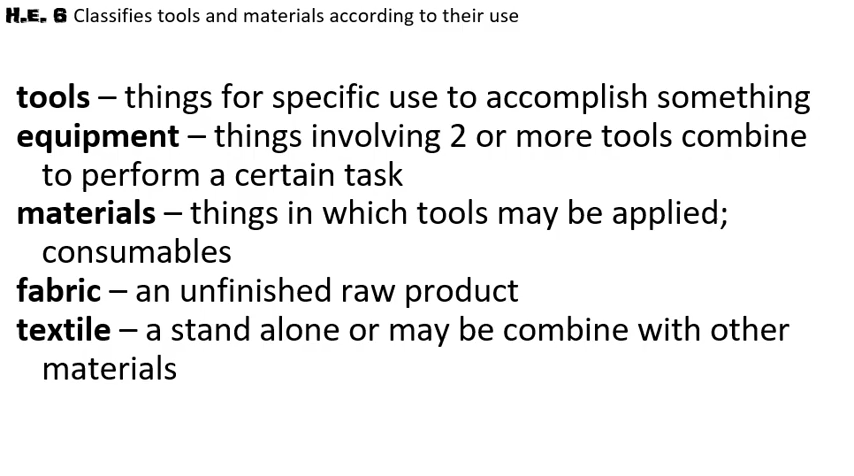 H.E. 6 Classifies tools and materials according to their use
tools – things for specific use to accomplish something
equipment – things involving 2 or more tools combine
to perform a certain task
materials – things in which tools may be applied;
consumables
fabric – an unfinished raw product
textile – a stand alone or may be combine with other
materials